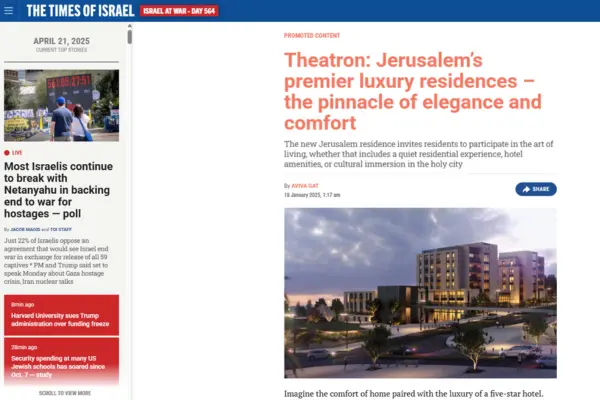 THE TIMES OF ISRAEL
ISRAEL AT WAR - DAY 564
APRIL 21, 2025
CURRENT TOP STORIES
LIVE
Most Israelis continue
to break with
Netanyahu in backing
end to war for
hostages — poll
By JACOB MAGID and TOI STAFF
Just 22% of Israelis oppose an
agreement that would see Israel end
war in exchange for release of all 59
captives * PM and Trump said set to
speak Monday about Gaza hostage
crisis, Iran nuclear talks
8min ago
Harvard University sues Trump
administration over funding freeze
28min ago
Security spending at many US
Jewish schools has soared since
Oct. 7 — study
SCROLL TO VIEW MORE
PROMOTED CONTENT
Theatron: Jerusalem's
premier luxury residences –
the pinnacle of elegance and
comfort
The new Jerusalem residence invites residents to participate in the art of
living, whether that includes a quiet residential experience, hotel
amenities, or cultural immersion in the holy city
By AVIVA GAT
18 January 2025, 1:17 am
SHARE
Imagine the comfort of home paired with the luxury of a five-star hotel.